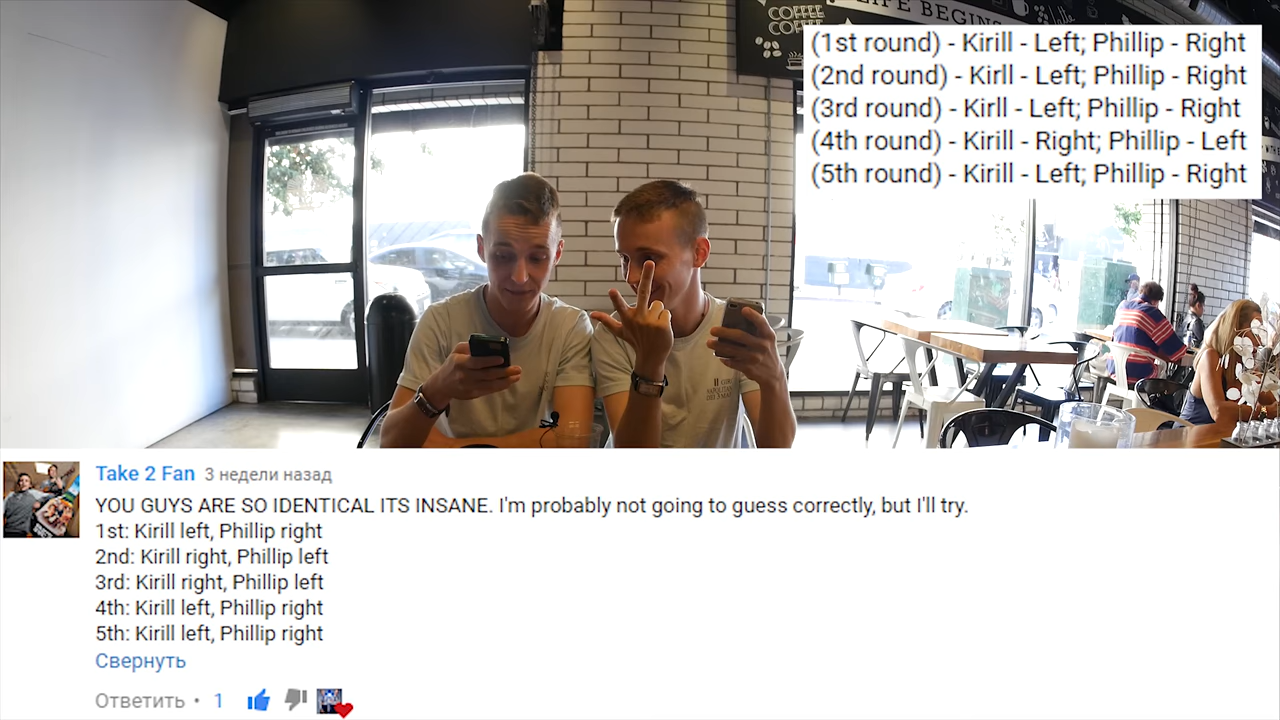 COFFEE
COFFEE
LIFE BEGINS
(1st round) - Kirill - Left; Phillip - Right
(2nd round) - Kirll - Left; Phillip - Right
(3rd round) - Kirll - Left; Phillip - Right
(4th round) - Kirill - Right; Phillip - Left
(5th round) - Kirill - Left; Phillip - Right
Take 2 Fan 3 недели назад
YOU GUYS ARE SO IDENTICAL ITS INSANE. I'm probably not going to guess correctly, but I'll try.
1st: Kirill left, Phillip right
2nd: Kirill right, Phillip left
3rd: Kirill right, Phillip left
4th: Kirill left, Phillip right
5th: Kirill left, Phillip right
Свернуть
Ответить • 1